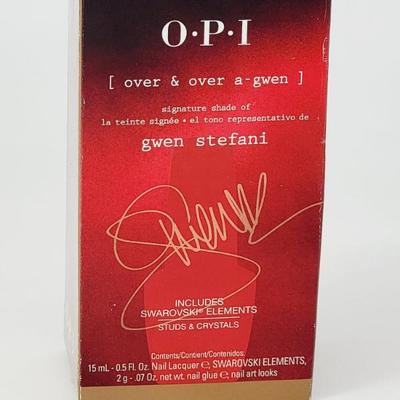 O·P·I
[ over & over a-gwen ]
signature shade of
la teinte signée • el tono representativo de
gwen stefani
INCLUDES
SWAROVSKI® ELEMENTS
STUDS & CRYSTALS
Contents/Contient/Contenidos:
15 mL - 0.5 Fl. Oz. Nail Lacquer ℮, SWAROVSKI ELEMENTS,
2 g - .07 Oz. net wt. nail glue ℮, nail art looks